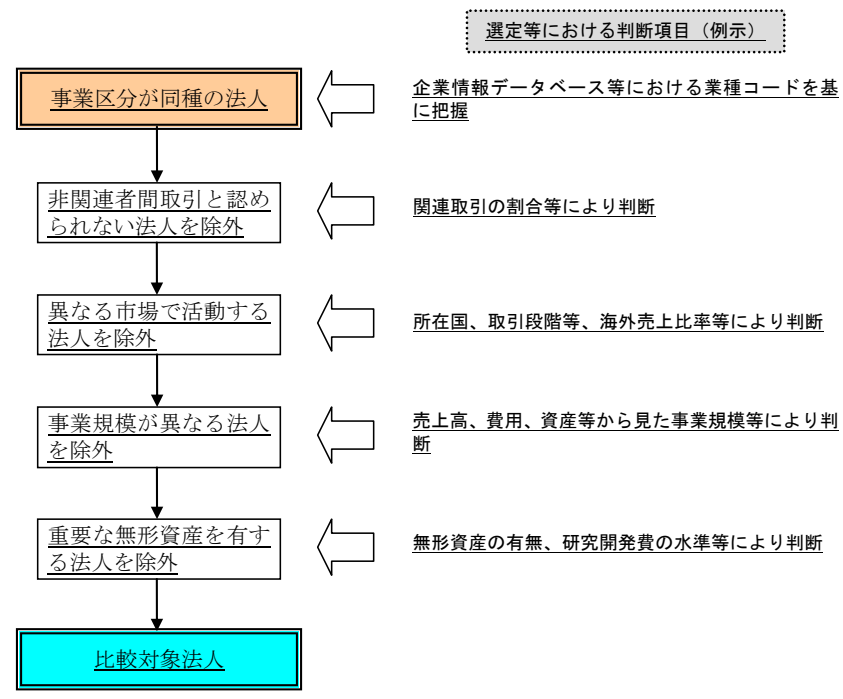 選定等における判断項目（例示）
事業区分が同種の法人
企業情報データベース等における業種コードを基
に把握
非関連者間取引と認め
られない法人を除外
関連取引の割合等により判断
異なる市場で活動する
法人を除外
所在国、取引段階等、海外売上比率等により判断
事業規模が異なる法人
を除外
売上高、費用、資産等から見た事業規模等により判
断
重要な無形資産を有す
る法人を除外
無形資産の有無、研究開発費の水準等により判断
比較対象法人